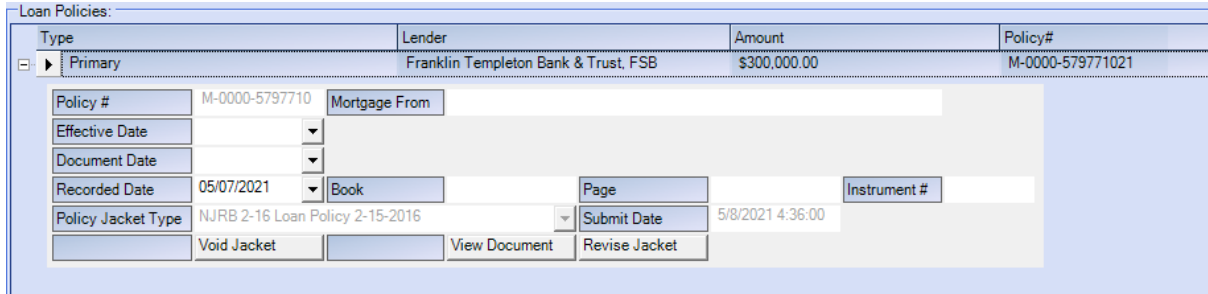 Loan Policies:
Type Lender Amount Policy#
Primary Franklin Templeton Bank & Trust, FSB $300,000.00 M-0000-579771021
Policy # M-0000-5797710 Mortgage From
Effective Date
Document Date
Recorded Date 05/07/2021 Book Page Instrument #
Policy Jacket Type NJRB 2-16 Loan Policy 2-15-2016 Submit Date 5/8/2021 4:36:00
Void Jacket View Document Revise Jacket